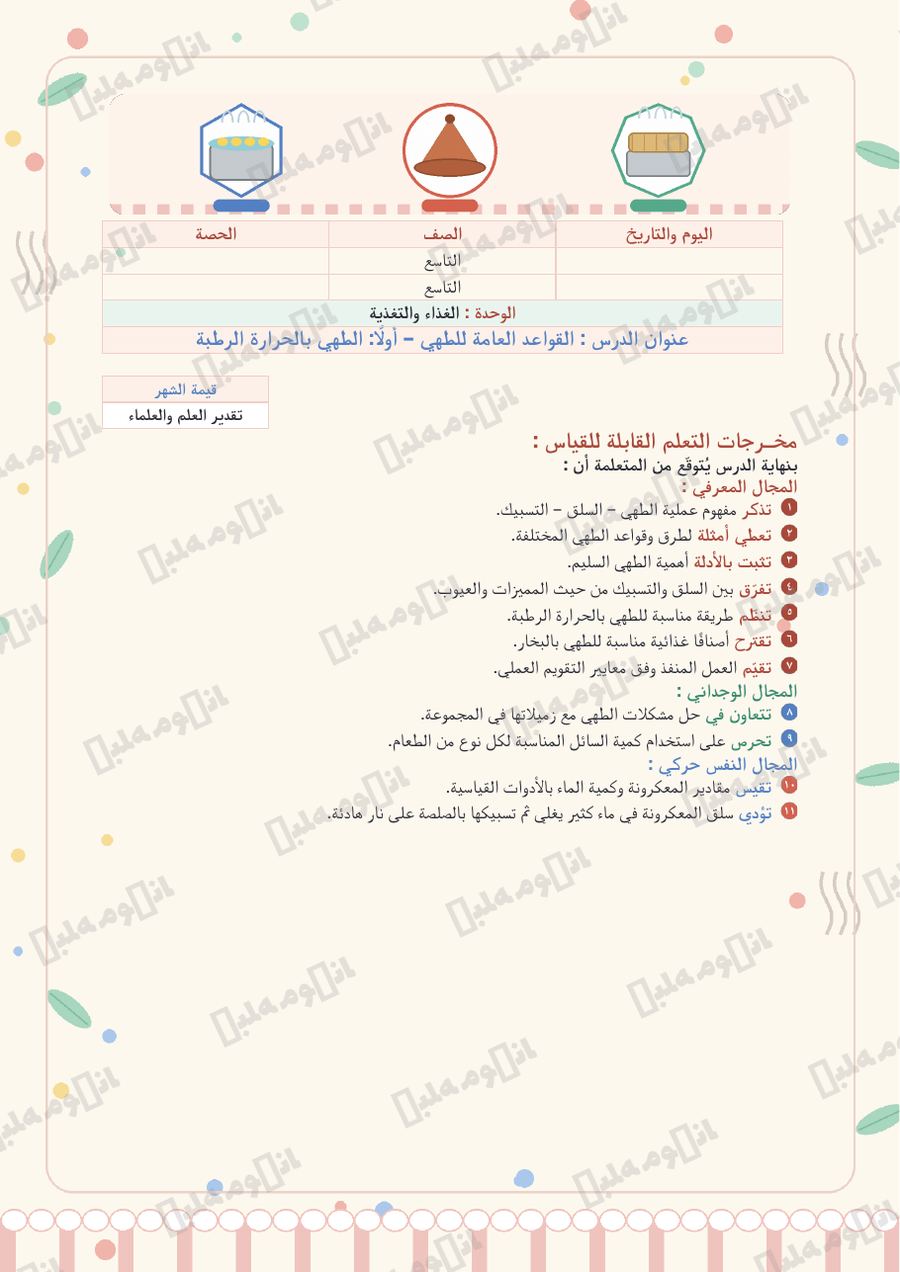 اليوم والتاريخ الصف الحصة
التاسع
التاسع
الوحدة : الغذاء والتغذية
عنوان الدرس : القواعد العامة للطهي – أولًا: الطهي بالحرارة الرطبة
قيمة الشهر
تقدير العلم والعلماء
مخـرجات التعلم القابلة للقياس :
بنهاية الدرس يُتوقّع من المتعلمة أن :
المجال المعرفي :
١ تذكر مفهوم عملية الطهي – السلق – التسبيك.
٢ تعطي أمثلة لطرق وقواعد الطهي المختلفة.
٣ تثبت بالأدلة أهمية الطهي السليم.
٤ تفرّق بين السلق والتسبيك من حيث المميزات والعيوب.
٥ تنظّم طريقة مناسبة للطهي بالحرارة الرطبة.
٦ تقترح أصنافًا غذائية مناسبة للطهي بالبخار.
٧ تقيّم العمل المنفذ وفق معايير التقويم العملي.
المجال الوجداني :
٨ تتعاون في حل مشكلات الطهي مع زميلاتها في المجموعة.
٩ تحرص على استخدام كمية السائل المناسبة لكل نوع من الطعام.
المجال النفس حركي :
١٠ تقيس مقادير المعكرونة وكمية الماء بالأدوات القياسية.
١١ تؤدي سلق المعكرونة في ماء كثير يغلي ثم تسبيكها بالصلصة على نار هادئة.